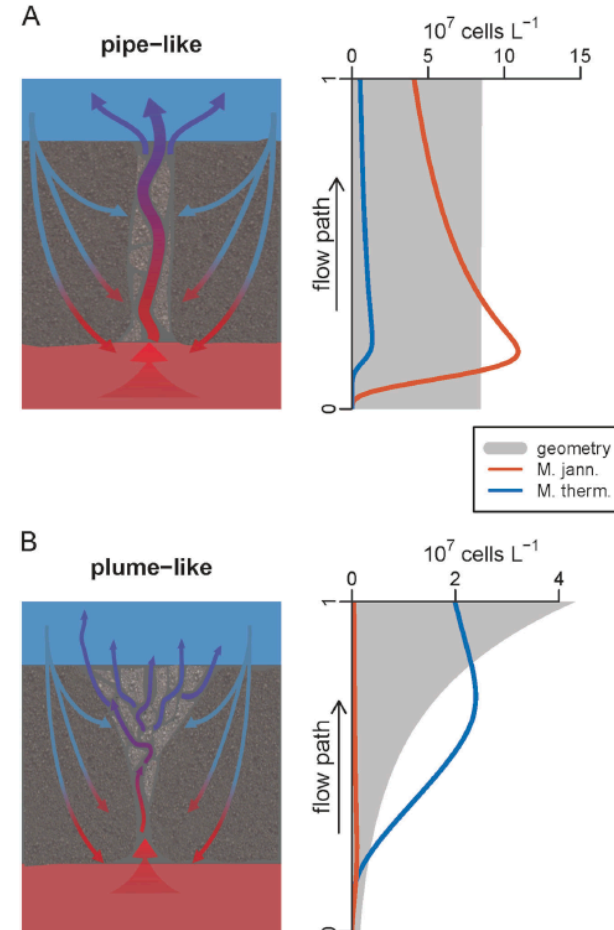 A
pipe−like
10⁷ cells L⁻¹
0 5 10 15
1
flow path
0
geometry
M. jann.
M. therm.
B
plume−like
10⁷ cells L⁻¹
0 2 4
1
flow path